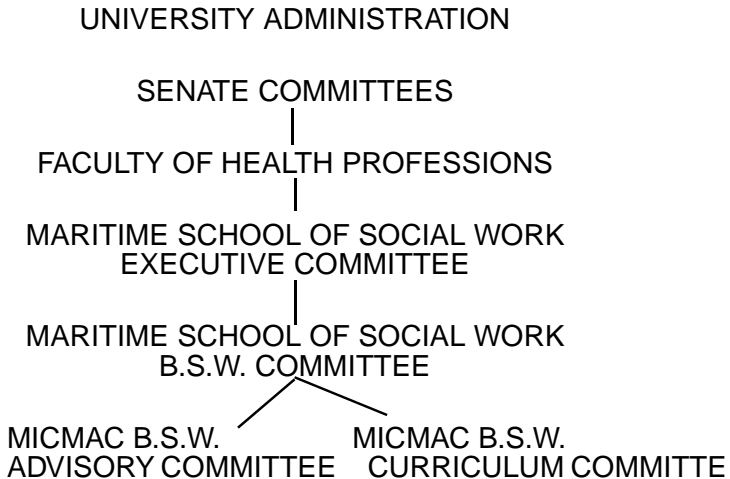 UNIVERSITY ADMINISTRATION
SENATE COMMITTEES
FACULTY OF HEALTH PROFESSIONS
MARITIME SCHOOL OF SOCIAL WORK
EXECUTIVE COMMITTEE
MARITIME SCHOOL OF SOCIAL WORK
B.S.W. COMMITTEE
MICMAC B.S.W.
ADVISORY COMMITTEE
MICMAC B.S.W.
CURRICULUM COMMITTE